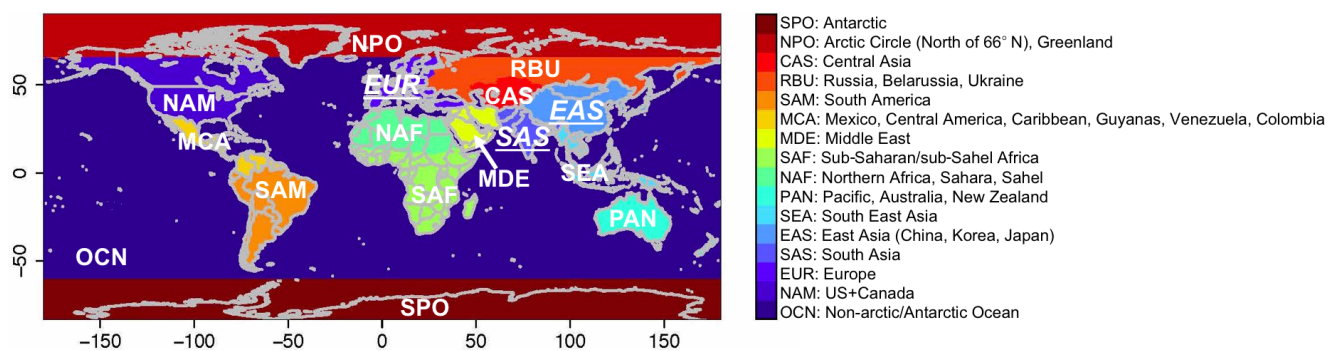 NPO
RBU
EUR
CAS
NAM
EAS
NAF
SAS
MCA
SEA
MDE
SAM
SAF
PAN
OCN
SPO
50
0
−50
−150
−100
−50
0
50
100
150
SPO: Antarctic
NPO: Arctic Circle (North of 66° N), Greenland
CAS: Central Asia
RBU: Russia, Belarussia, Ukraine
SAM: South America
MCA: Mexico, Central America, Caribbean, Guyanas, Venezuela, Colombia
MDE: Middle East
SAF: Sub-Saharan/sub-Sahel Africa
NAF: Northern Africa, Sahara, Sahel
PAN: Pacific, Australia, New Zealand
SEA: South East Asia
EAS: East Asia (China, Korea, Japan)
SAS: South Asia
EUR: Europe
NAM: US+Canada
OCN: Non-arctic/Antarctic Ocean